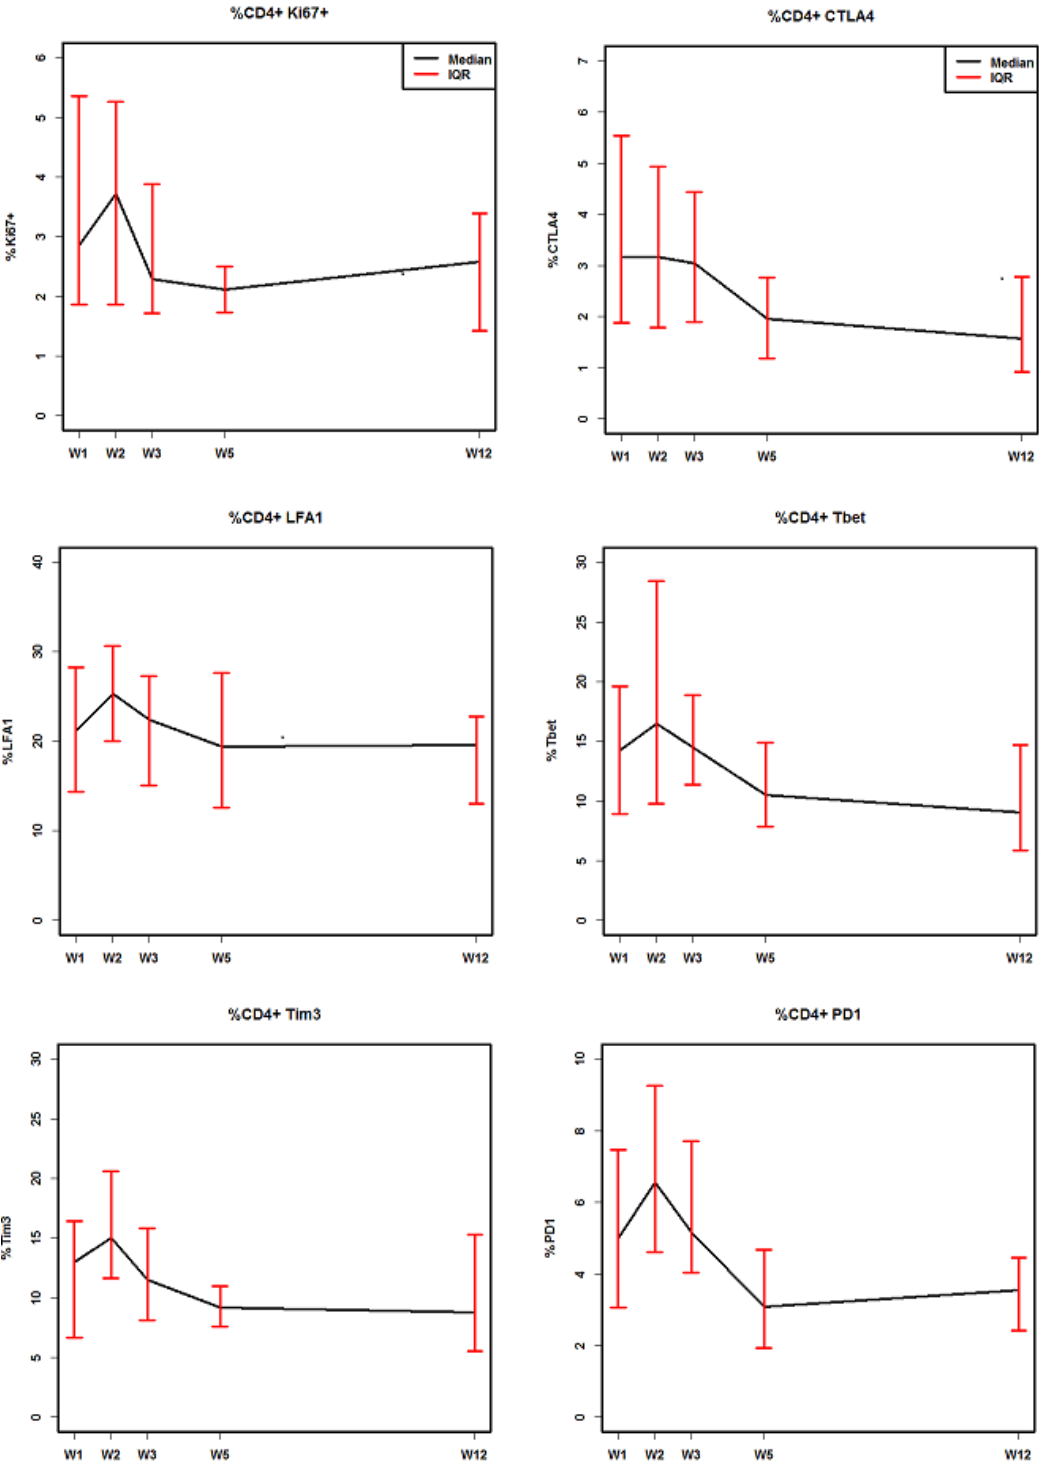 %CD4+ Ki67+
Median
IQR
%Ki67+
6
5
4
3
2
1
0
W1 W2 W3 W5 W12
%CD4+ CTLA4
Median
IQR
%CTLA4
7
6
5
4
3
2
1
0
W1 W2 W3 W5 W12
%CD4+ LFA1
%LFA1
40
30
20
10
0
W1 W2 W3 W5 W12
%CD4+ Tbet
%Tbet
30
25
20
15
10
5
0
W1 W2 W3 W5 W12
%CD4+ Tim3
%Tim3
30
25
20
15
10
5
0
W1 W2 W3 W5 W12
%CD4+ PD1
%PD1
10
8
6
4
2
0
W1 W2 W3 W5 W12